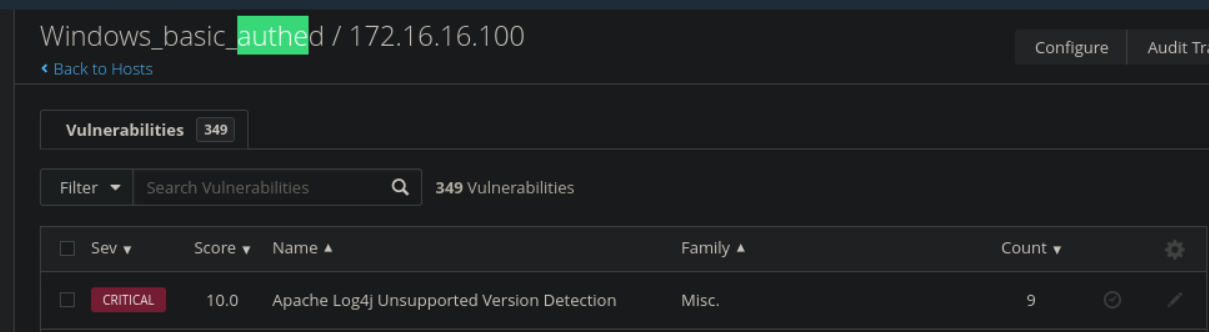 Windows_basic_authed / 172.16.16.100
Configure
Audit Tra
Back to Hosts
Vulnerabilities 349
Filter Search Vulnerabilities 349 Vulnerabilities
Sev Score Name Family Count
CRITICAL 10.0 Apache Log4j Unsupported Version Detection Misc. 9